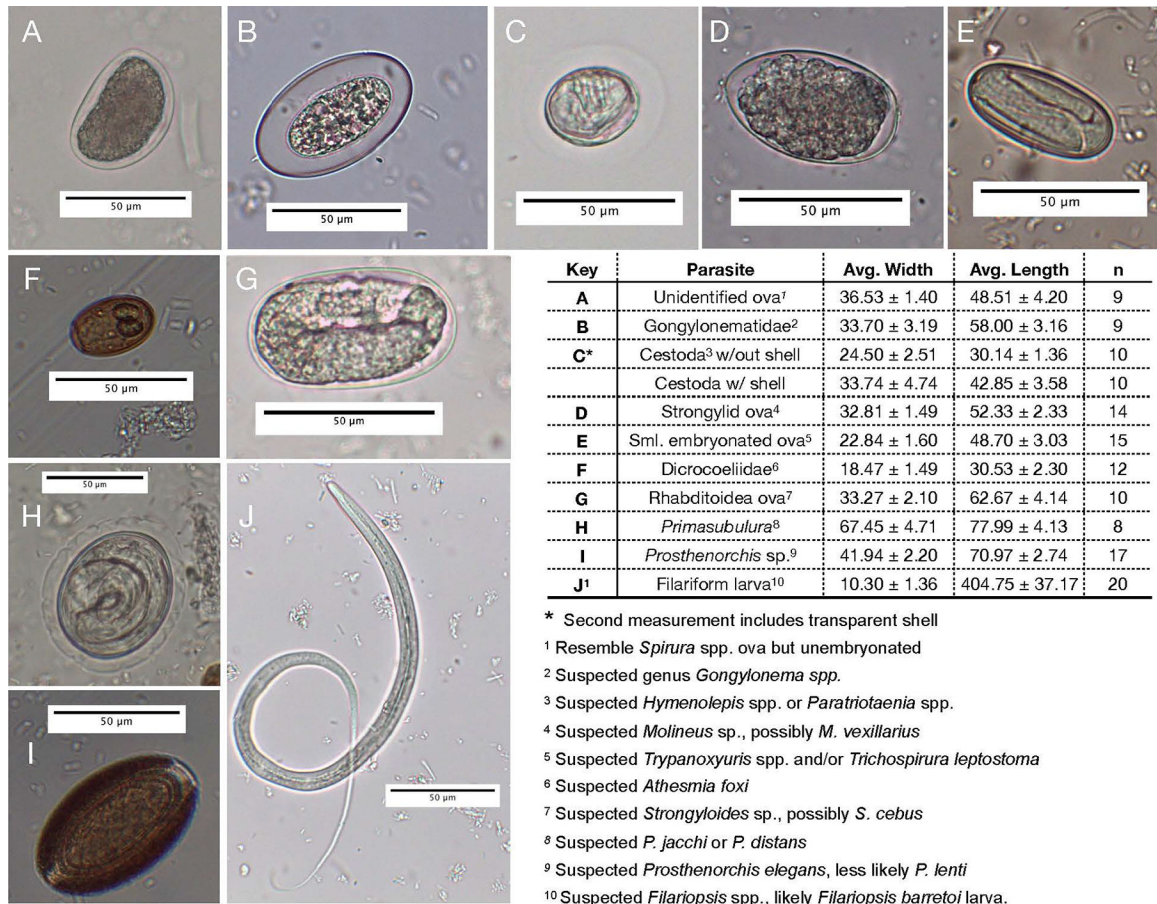 A
B
C
D
E
50 µm
50 µm
50 µm
50 µm
50 µm
F
G
50 µm
50 µm
H
50 µm
J
50 µm
I
50 µm
Key Parasite Avg. Width Avg. Length n
A Unidentified ova¹ 36.53 ± 1.40 48.51 ± 4.20 9
B Gongylonematidae² 33.70 ± 3.19 58.00 ± 3.16 9
C* Cestoda³ w/out shell 24.50 ± 2.51 30.14 ± 1.36 10
Cestoda w/ shell 33.74 ± 4.74 42.85 ± 3.58 10
D Strongylid ova⁴ 32.81 ± 1.49 52.33 ± 2.33 14
E Sml. embryonated ova⁵ 22.84 ± 1.60 48.70 ± 3.03 15
F Dicrocoeliidae⁶ 18.47 ± 1.49 30.53 ± 2.30 12
G Rhabditoidea ova⁷ 33.27 ± 2.10 62.67 ± 4.14 10
H Primasubulura⁸ 67.45 ± 4.71 77.99 ± 4.13 8
I Prosthenorchis sp.⁹ 41.94 ± 2.20 70.97 ± 2.74 17
J¹ Filariform larva¹⁰ 10.30 ± 1.36 404.75 ± 37.17 20
* Second measurement includes transparent shell
¹ Resemble Spirura spp. ova but unembryonated
² Suspected genus Gongylonema spp.
³ Suspected Hymenolepis spp. or Paratriotaenia spp.
⁴ Suspected Molineus sp., possibly M. vexillarius
⁵ Suspected Trypanoxyuris spp. and/or Trichospirura leptostoma
⁶ Suspected Athesmia foxi
⁷ Suspected Strongyloides sp., possibly S. cebus
⁸ Suspected P. jacchi or P. distans
⁹ Suspected Prosthenorchis elegans, less likely P. lenti
¹⁰ Suspected Filariopsis spp., likely Filariopsis barretoi larva.